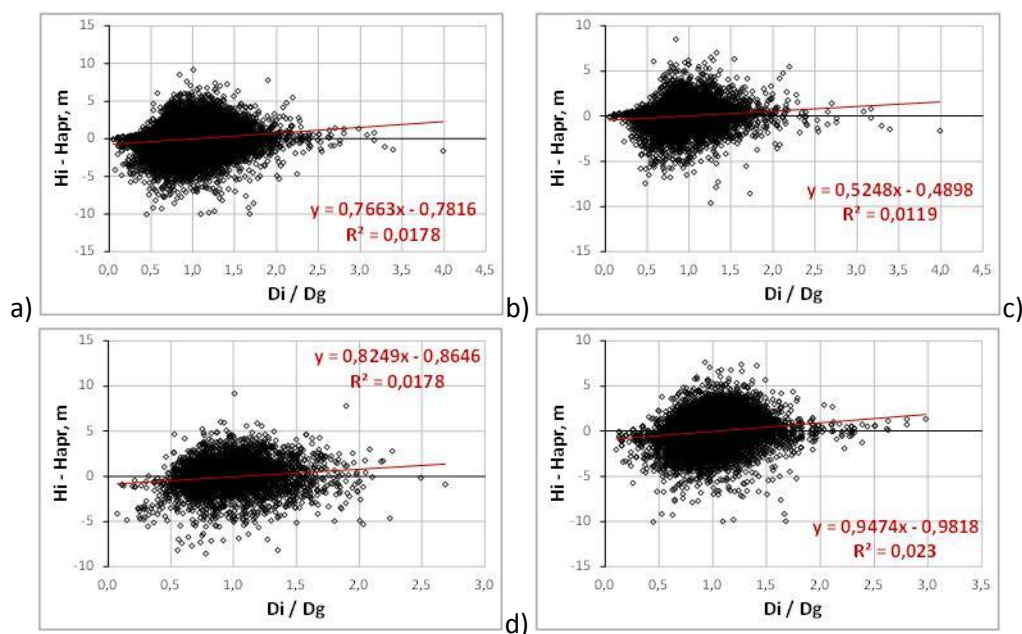 15
10
5
0
-5
-10
-15
Hi - Hapr, m
0,0 0,5 1,0 1,5 2,0 2,5 3,0 3,5 4,0 4,5
Di / Dg
y = 0,7663x - 0,7816
R² = 0,0178
a)
10
5
0
-5
-10
-15
Hi - Hapr, m
0,0 0,5 1,0 1,5 2,0 2,5 3,0 3,5 4,0 4,5
Di / Dg
y = 0,5248x - 0,4898
R² = 0,0119
b)
c)
15
10
5
0
-5
-10
Hi - Hapr, m
0,0 0,5 1,0 1,5 2,0 2,5 3,0
Di / Dg
y = 0,8249x - 0,8646
R² = 0,0178
d)
10
5
0
-5
-10
-15
Hi - Hapr, m
0,0 0,5 1,0 1,5 2,0 2,5 3,0 3,5
Di / Dg
y = 0,9474x - 0,9818
R² = 0,023